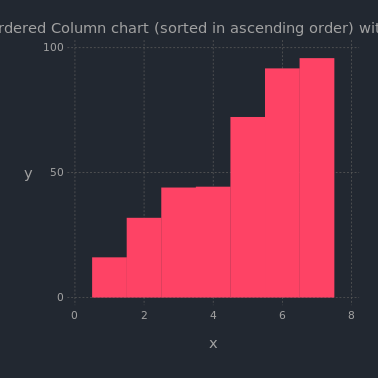 rdered Column chart (sorted in ascending order) wit
100
y
50
0
0 2 4 6 8
x